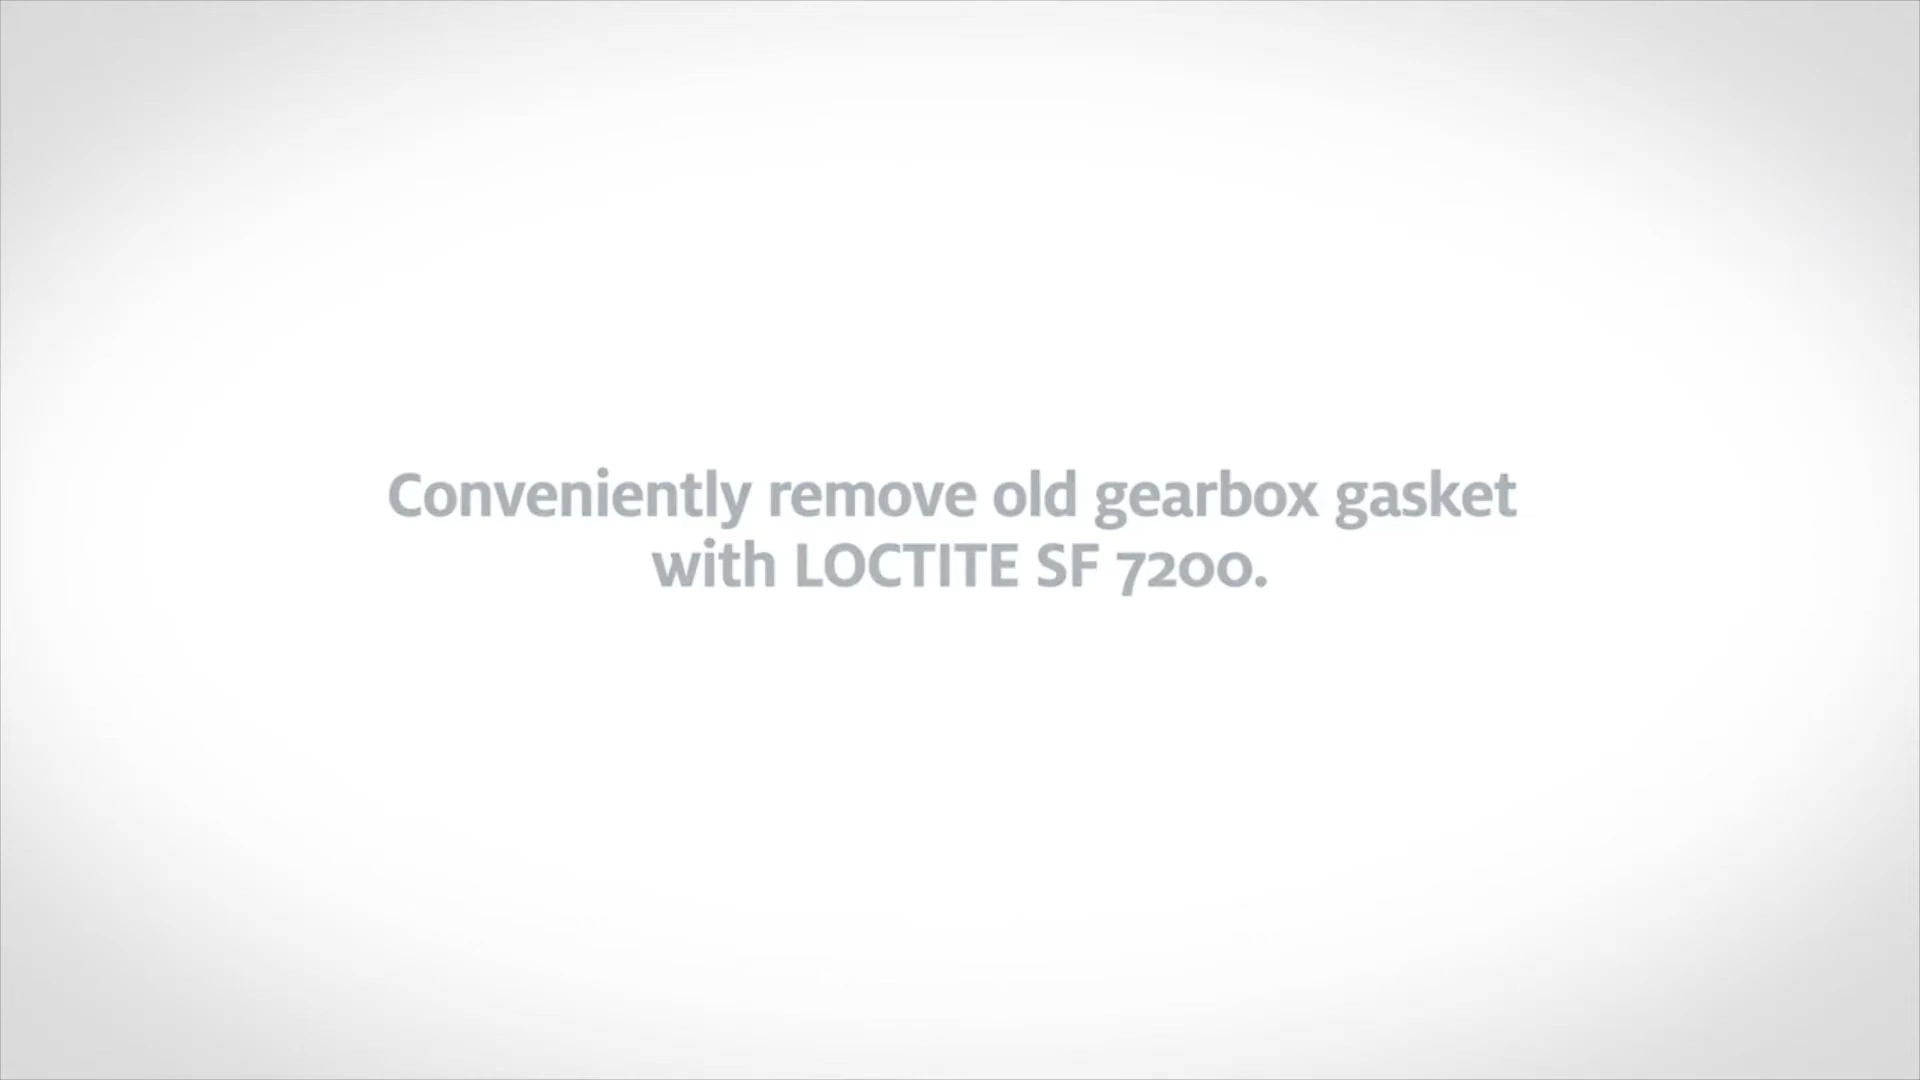 Conveniently remove old gearbox gasket
with LOCTITE SF 7200.